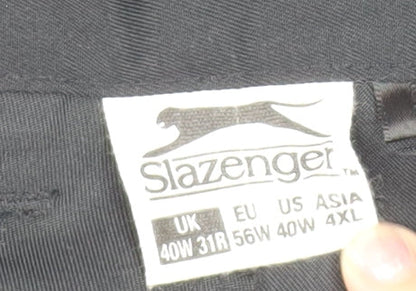 Slazenger™
UK EU US ASIA
40W 31R 56W 40W 4XL